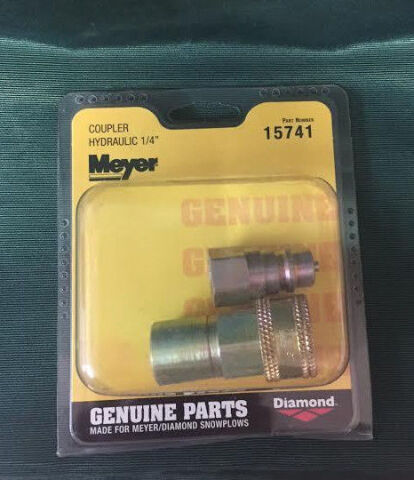 COUPLER
HYDRAULIC 1/4"
Meyer
PART NUMBER
15741
GENUINE
GENUINE PARTS
MADE FOR MEYER/DIAMOND SNOWPLOWS
Diamond